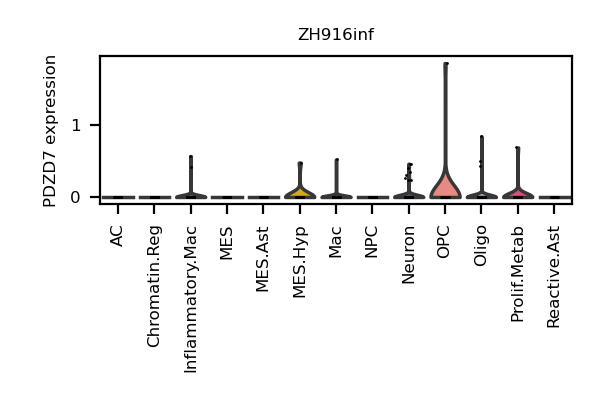 ZH916inf
PDZD7 expression
1
0
AC
Chromatin.Reg
Inflammatory.Mac
MES
MES.Ast
MES.Hyp
Mac
NPC
Neuron
OPC
Oligo
Prolif.Metab
Reactive.Ast